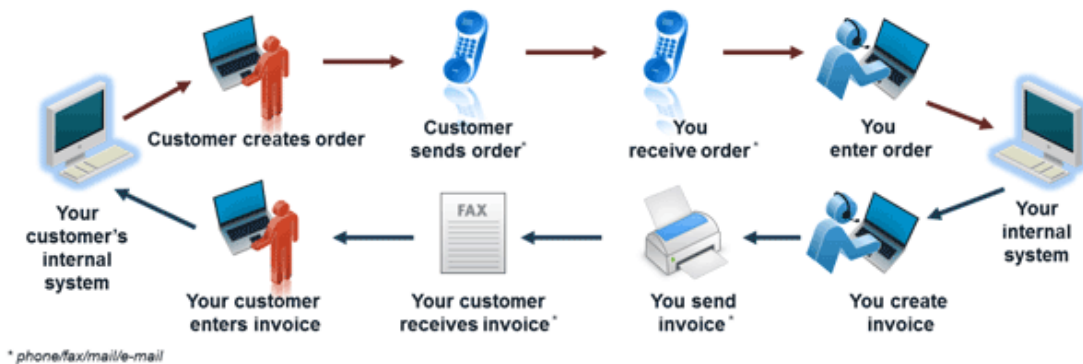 Customer creates order
Customer
sends order*
You
receive order*
You
enter order
Your
customer's
internal
system
FAX
Your
internal
system
Your customer
enters invoice
Your customer
receives invoice*
You send
invoice*
You create
invoice
* phone/fax/mail/e-mail